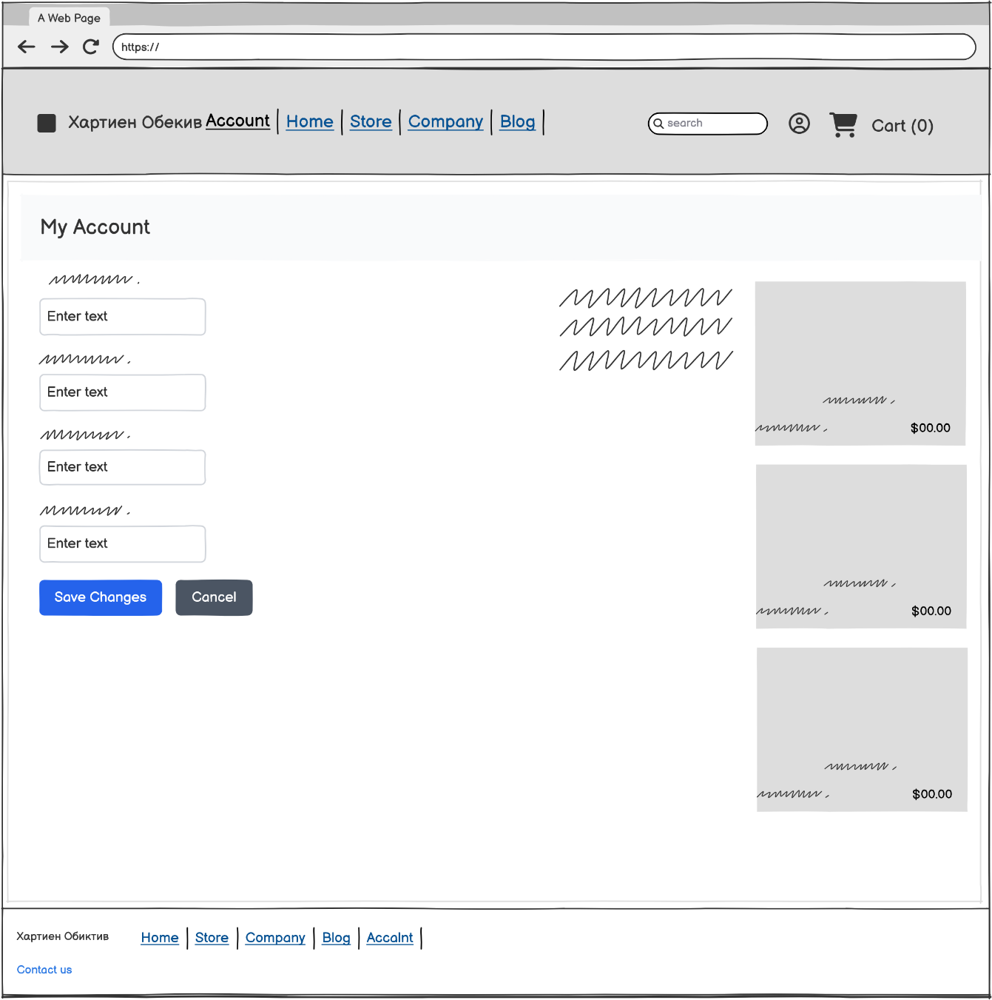 A Web Page
https://
Хартиен Обекив Account Home Store Company Blog search Cart (0)
My Account
Enter text
Enter text
Enter text
Enter text
Save Changes Cancel
$00.00
$00.00
$00.00
Хартиен Обиктив Home Store Company Blog Accalnt
Contact us